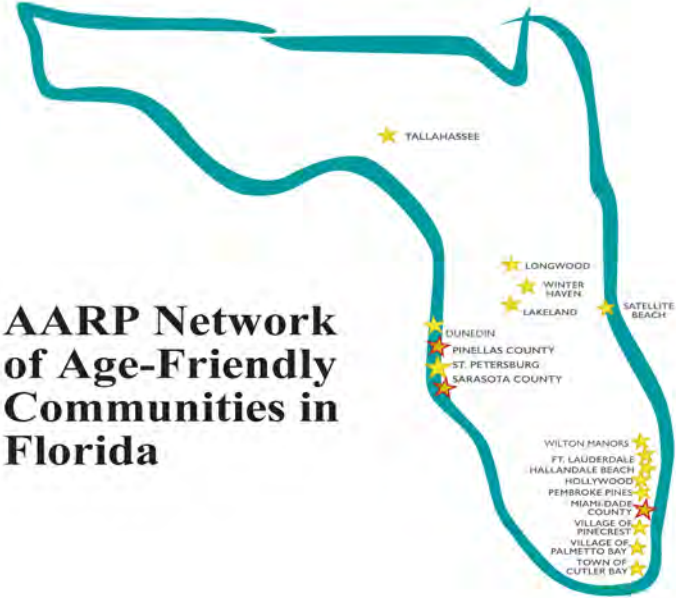 TALLAHASSEE
LONGWOOD
WINTER
HAVEN
LAKELAND
SATELLITE
BEACH
DUNEDIN
PINELLAS COUNTY
ST. PETERSBURG
SARASOTA COUNTY
AARP Network
of Age-Friendly
Communities in
Florida
WILTON MANORS
FT. LAUDERDALE
HALLANDALE BEACH
HOLLYWOOD
PEMBROKE PINES
MIAMI-DADE
COUNTY
VILLAGE OF
PINECREST
VILLAGE OF
PALMETTO BAY
TOWN OF
CUTLER BAY